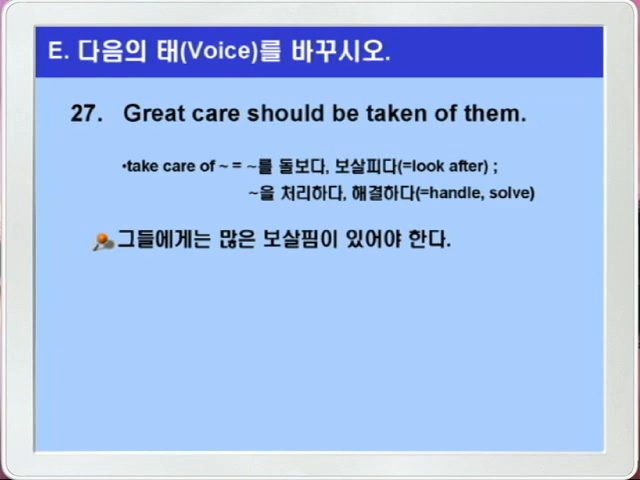 E. 다음의 태(Voice)를 바꾸시오.
27. Great care should be taken of them.
•take care of ~ = ~를 돌보다, 보살피다(=look after) ;
~을 처리하다, 해결하다(=handle, solve)
그들에게는 많은 보살핌이 있어야 한다.